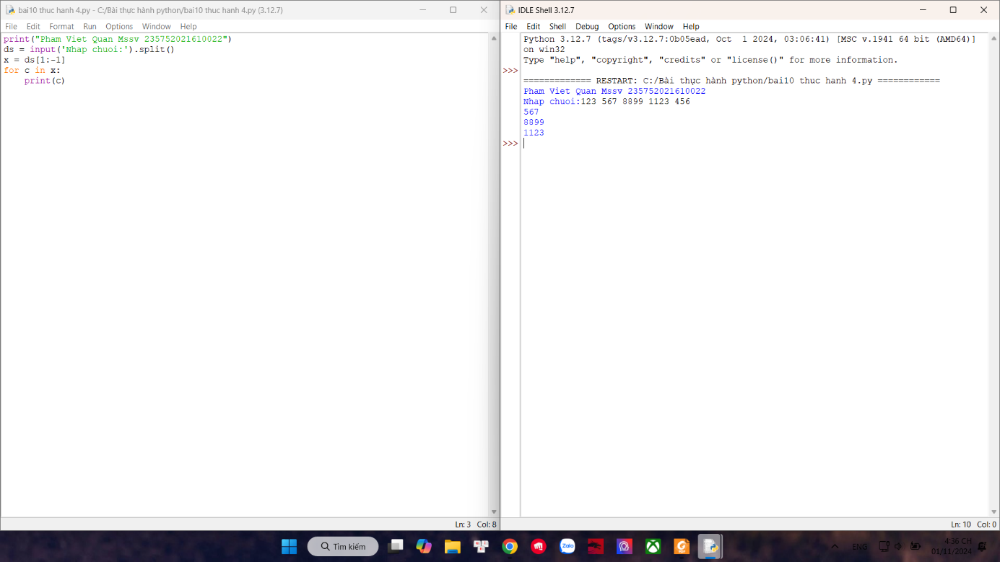 bai10 thuc hanh 4.py - C:/Bài thực hành python/bai10 thuc hanh 4.py (3.12.7)
File Edit Format Run Options Window Help
print("Pham Viet Quan Mssv 235752021610022")
ds = input('Nhap chuoi:').split()
x = ds[1:-1]
for c in x:
    print(c)
Ln: 3 Col: 8
IDLE Shell 3.12.7
File Edit Shell Debug Options Window Help
Python 3.12.7 (tags/v3.12.7:0b05ead, Oct  1 2024, 03:06:41) [MSC v.1941 64 bit (AMD64)]
on win32
Type "help", "copyright", "credits" or "license()" for more information.
>>>
============= RESTART: C:/Bài thực hành python/bai10 thuc hanh 4.py ============
Pham Viet Quan Mssv 235752021610022
Nhap chuoi:123 567 8899 1123 456
567
8899
1123
>>>
Ln: 10 Col: 0
Tìm kiếm
Zalo
PDF
ENG
4:36 CH
01/11/2024